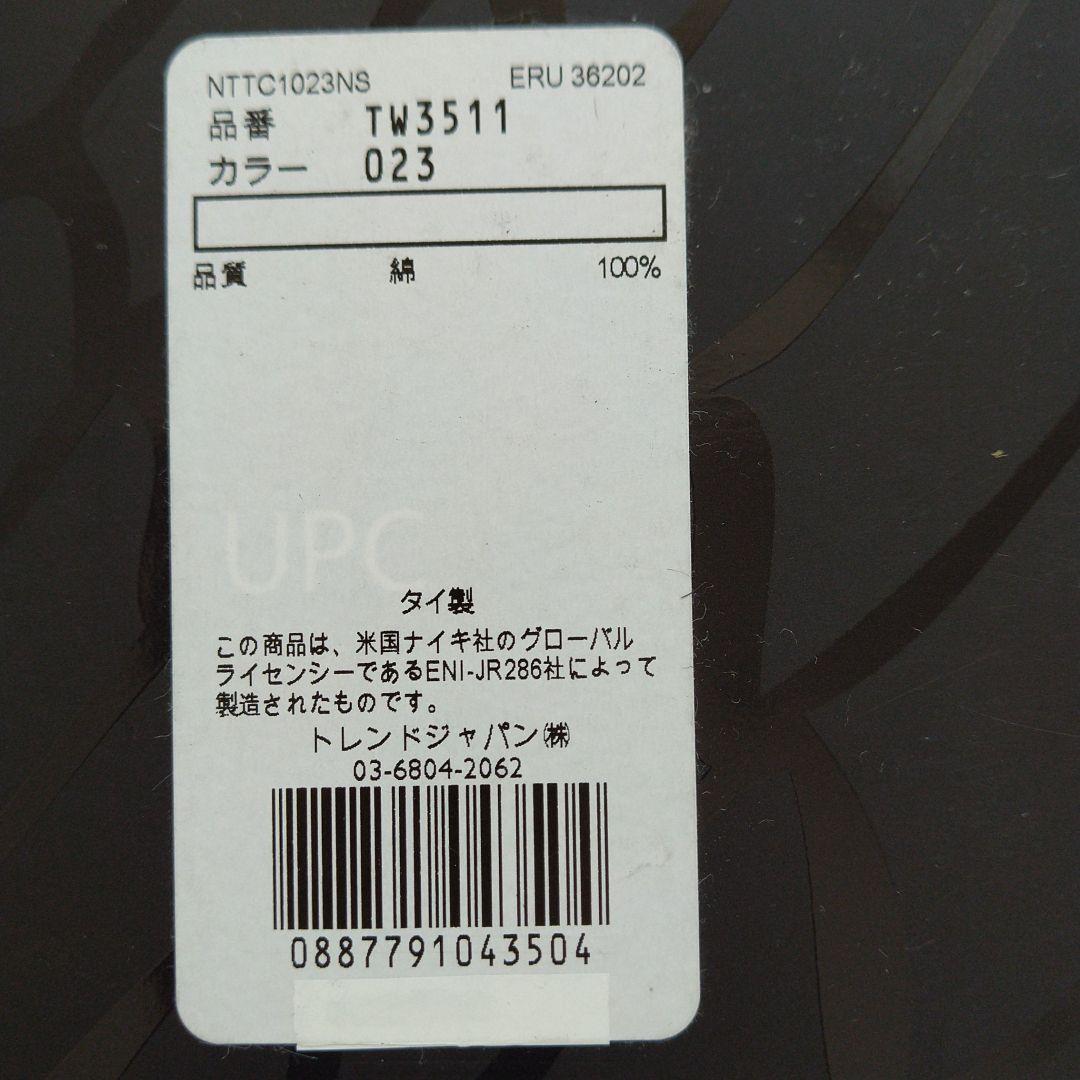 NTTC1023NS ERU 36202
品番 TW3511
カラー 023
品質 綿 100%
UPC
タイ製
この商品は、米国ナイキ社のグローバル
ライセンシーであるENI-JR286社によって
製造されたものです。
トレンドジャパン㈱
03-6804-2062
0887791043504